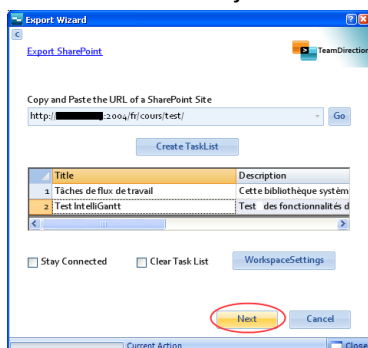 Export Wizard
c
Export SharePoint
TeamDirection
Copy and Paste the URL of a SharePoint Site
http:// :2004/fr/cours/test/
Go
Create TaskList
Title Description
1 Tâches de flux de travail Cette bibliothèque systèm
2 Test IntelliGantt Test des fonctionnalités d
Stay Connected Clear Task List WorkspaceSettings
Next Cancel
Current Action Close